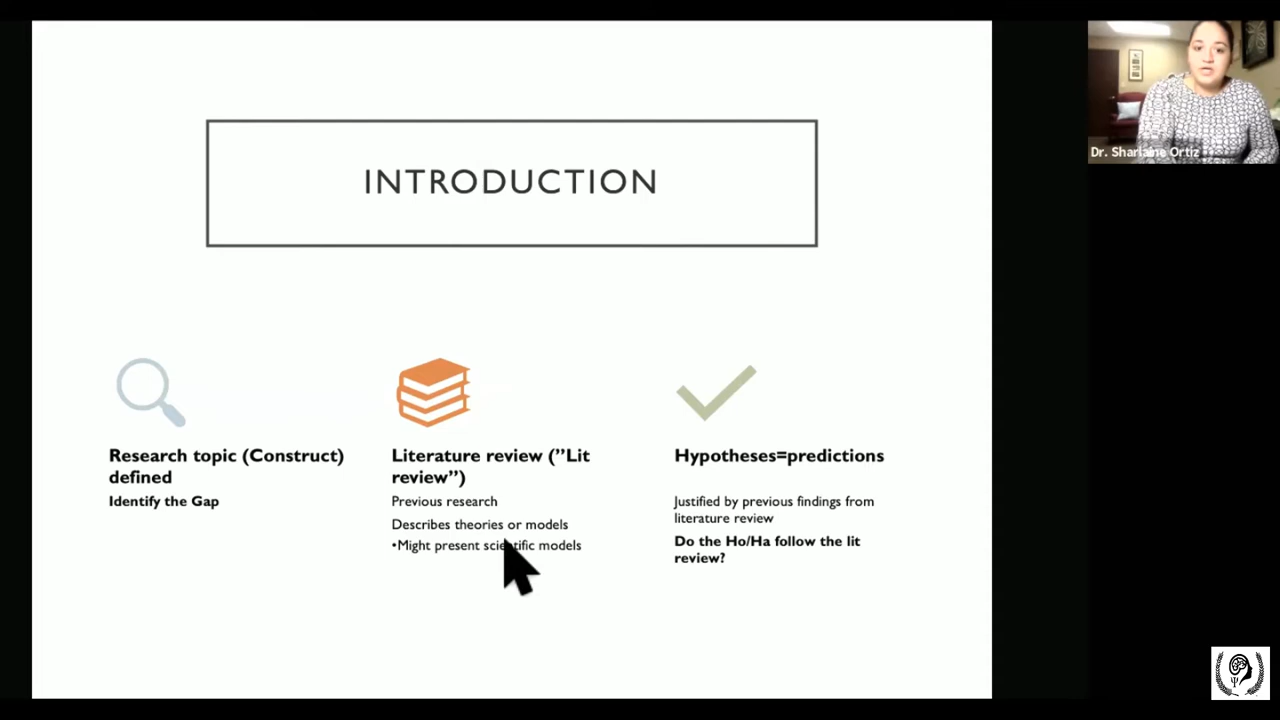 INTRODUCTION
Research topic (Construct)
defined
Identify the Gap
Literature review (”Lit
review”)
Previous research
Describes theories or models
•Might present scientific models
Hypotheses=predictions
Justified by previous findings from
literature review
Do the Ho/Ha follow the lit
review?
Dr. Sharlaine Ortiz
Ψ